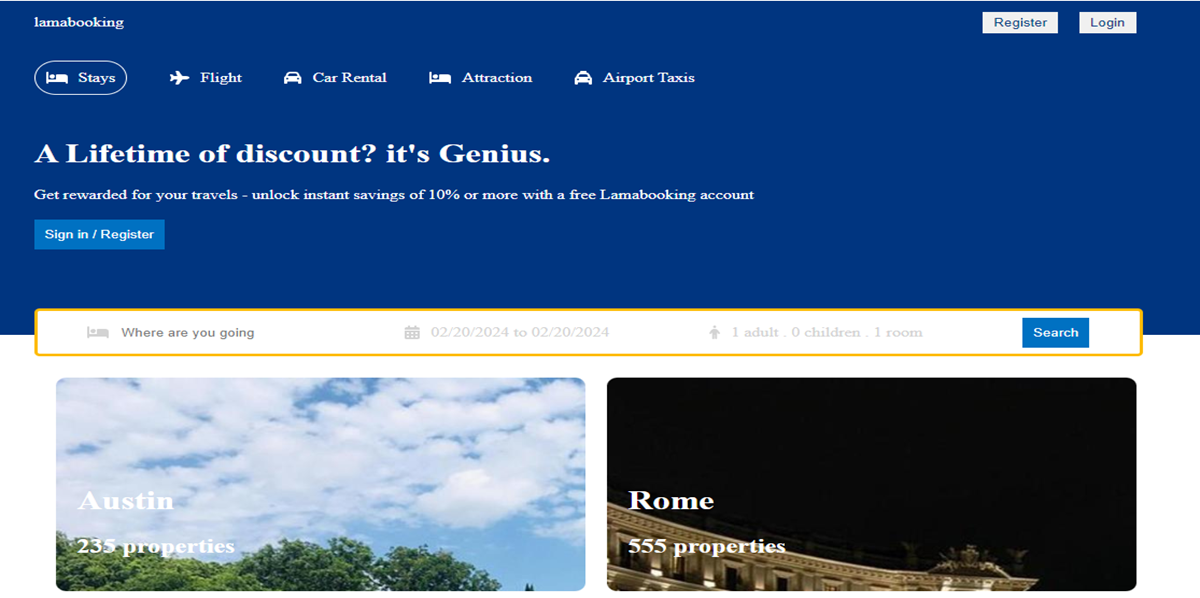 lamabooking
Register Login
Stays Flight Car Rental Attraction Airport Taxis
A Lifetime of discount? it's Genius.
Get rewarded for your travels - unlock instant savings of 10% or more with a free Lamabooking account
Sign in / Register
Where are you going 02/20/2024 to 02/20/2024 1 adult . 0 children . 1 room Search
Austin
235 properties
Rome
555 properties